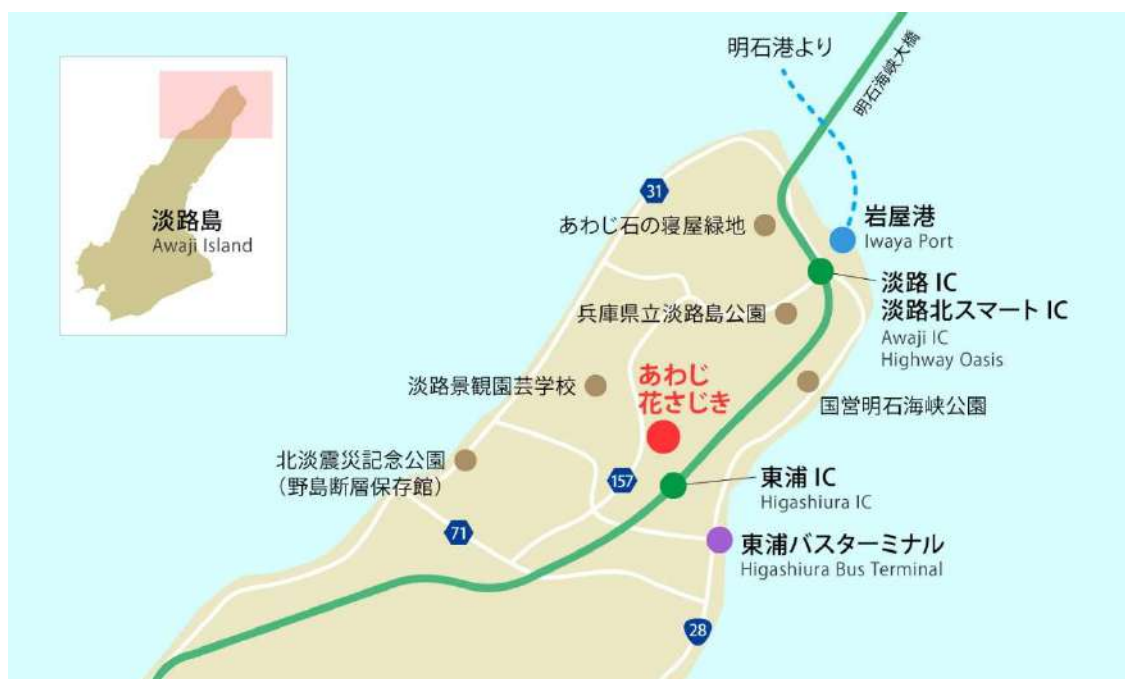 明石港より
明石海峡大橋
淡路島
Awaji Island
31
あわじ石の寝屋緑地
岩屋港
Iwaya Port
淡路 IC
淡路北スマート IC
Awaji IC
Highway Oasis
兵庫県立淡路島公園
あわじ
花さじき
淡路景観園芸学校
国営明石海峡公園
北淡震災記念公園
（野島断層保存館）
157
東浦 IC
Higashiura IC
71
東浦バスターミナル
Higashiura Bus Terminal
28